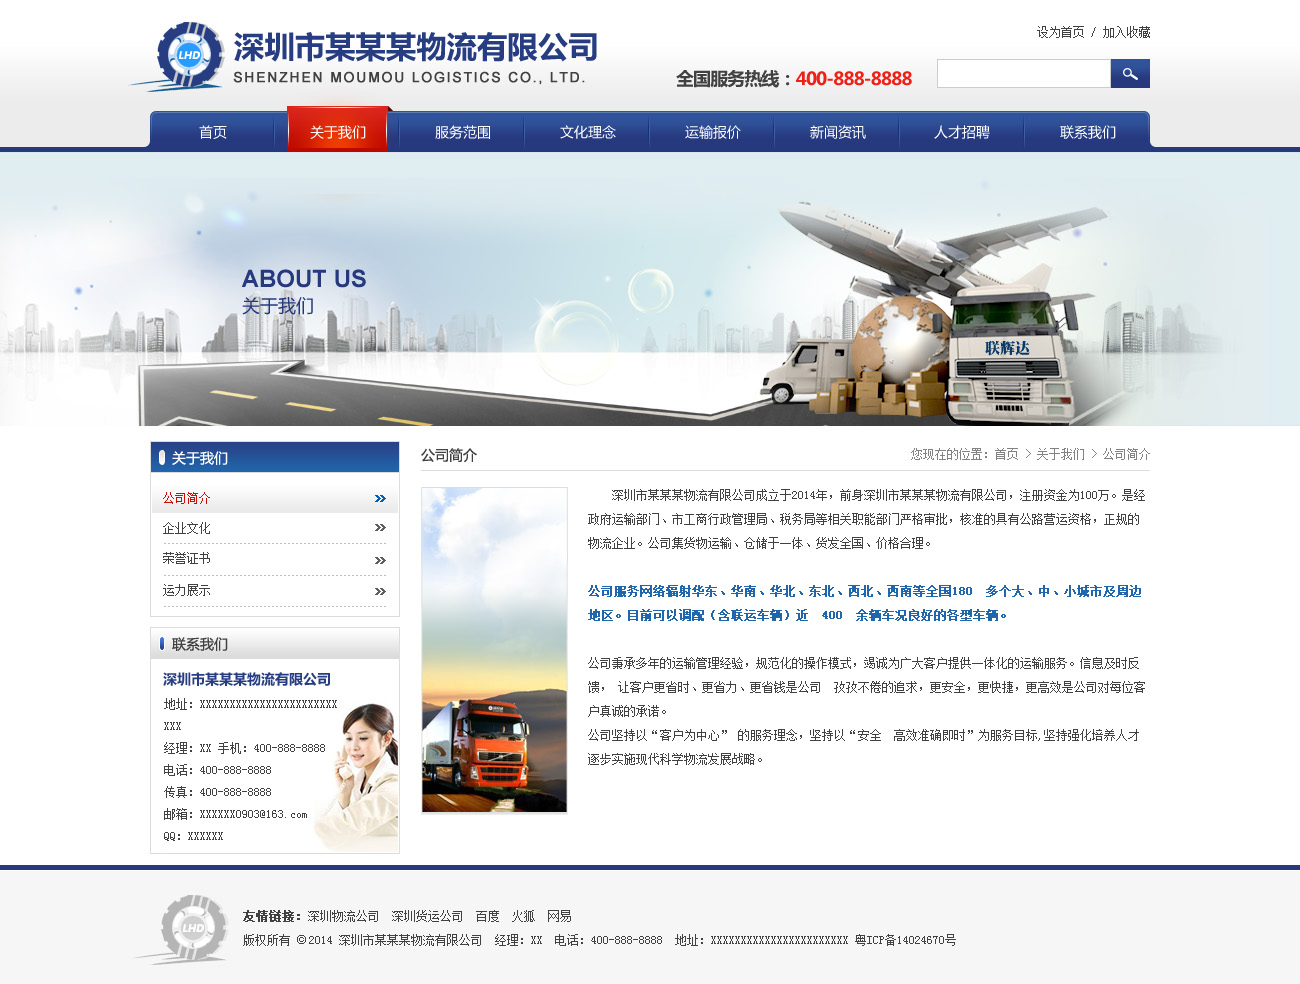 设为首页 / 加入收藏
LHD
深圳市某某某物流有限公司
SHENZHEN MOUMOU LOGISTICS CO., LTD.
全国服务热线：400-888-8888
首页 关于我们 服务范围 文化理念 运输报价 新闻资讯 人才招聘 联系我们
ABOUT US
关于我们
联辉达
关于我们
公司简介
企业文化
荣誉证书
运力展示
联系我们
深圳市某某某物流有限公司
地址：XXXXXXXXXXXXXXXXXXXXXXX
XXX
经理：XX 手机：400-888-8888
电话：400-888-8888
传真：400-888-8888
邮箱：XXXXXX0903@163.com
QQ：XXXXXX
公司简介
您现在的位置：首页 > 关于我们 > 公司简介
深圳市某某某物流有限公司成立于2014年，前身深圳市某某某物流有限公司，注册资金为100万。是经
政府运输部门、市工商行政管理局、税务局等相关职能部门严格审批，核准的具有公路营运资格，正规的
物流企业。公司集货物运输、仓储于一体、货发全国、价格合理。
公司服务网络辐射华东、华南、华北、东北、西北、西南等全国180 多个大、中、小城市及周边
地区。目前可以调配（含联运车辆）近 400 余辆车况良好的各型车辆。
公司秉承多年的运输管理经验，规范化的操作模式，竭诚为广大客户提供一体化的运输服务。信息及时反
馈， 让客户更省时、更省力、更省钱是公司 孜孜不倦的追求，更安全，更快捷，更高效是公司对每位客
户真诚的承诺。
公司坚持以“客户为中心” 的服务理念，坚持以“安全 高效准确即时”为服务目标,坚持强化培养人才
逐步实施现代科学物流发展战略。
LHD
友情链接：深圳物流公司 深圳货运公司 百度 火狐 网易
版权所有 ©2014 深圳市某某某物流有限公司 经理：XX 电话：400-888-8888 地址：XXXXXXXXXXXXXXXXXXXXXXX 粤ICP备14024670号